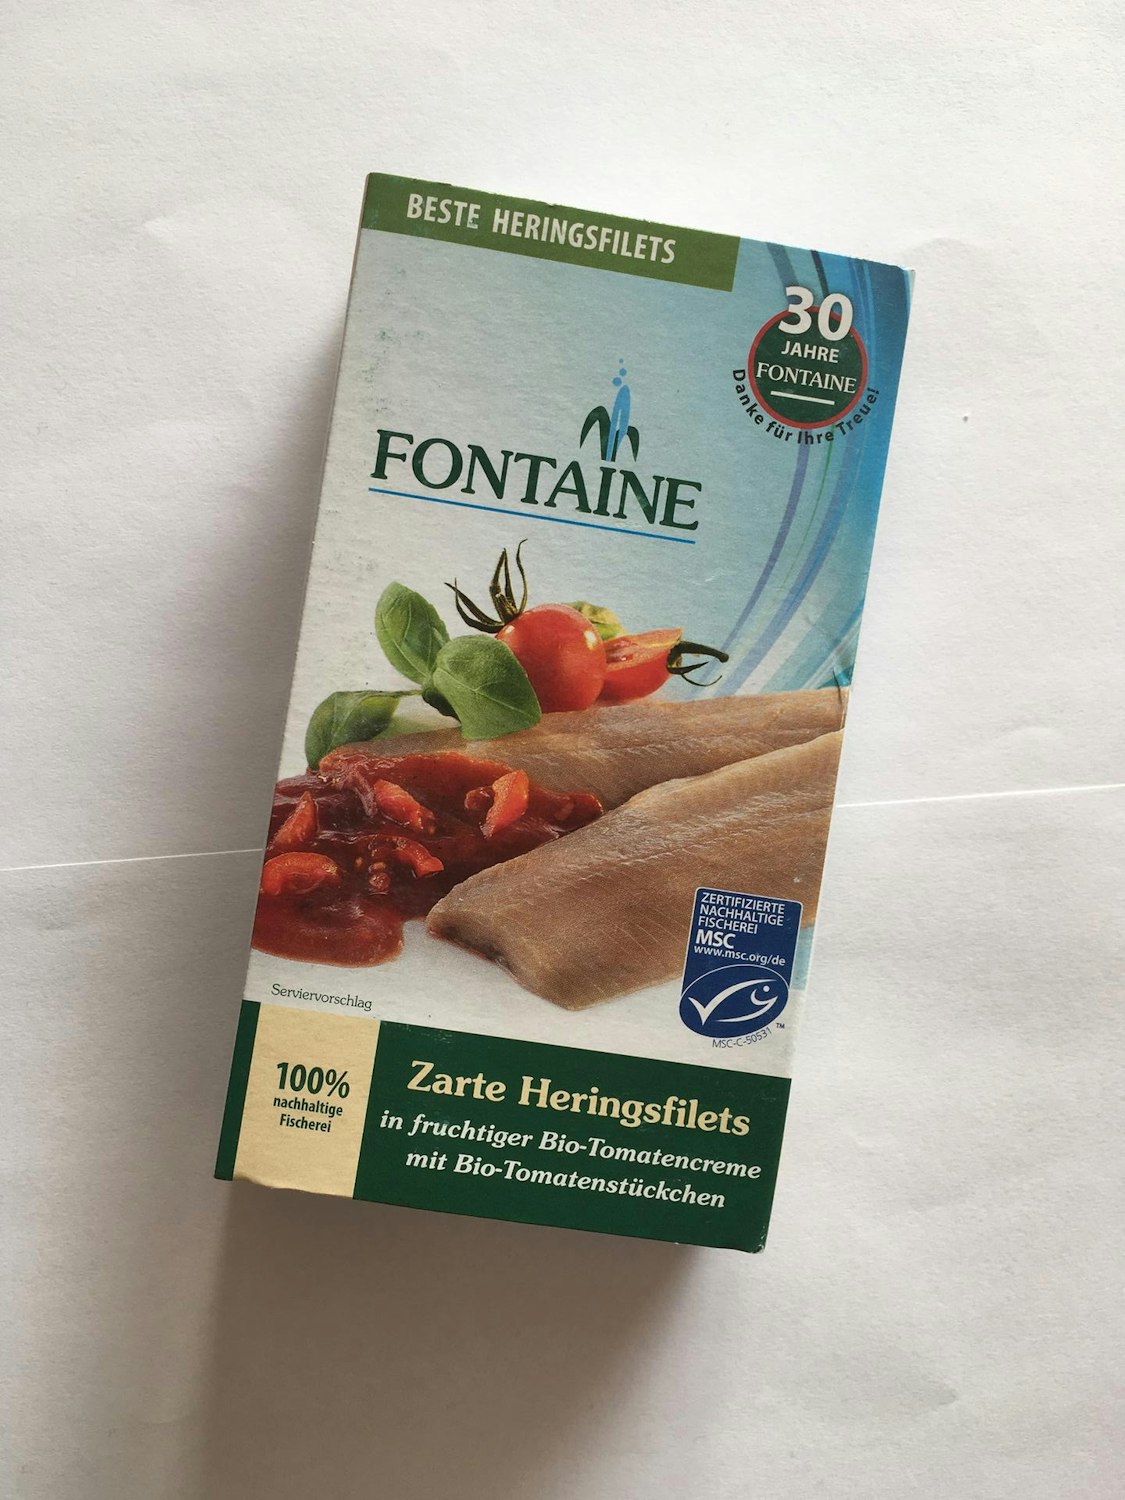 BESTE HERINGSFILETS
30
JAHRE
FONTAINE
Danke für Ihre Treue!
FONTAINE
ZERTIFIZIERTE
NACHHALTIGE
FISCHEREI
MSC
www.msc.org/de
TM
MSC-C-50531
Serviervorschlag
100%
nachhaltige
Fischerei
Zarte Heringsfilets
in fruchtiger Bio-Tomatencreme
mit Bio-Tomatenstückchen